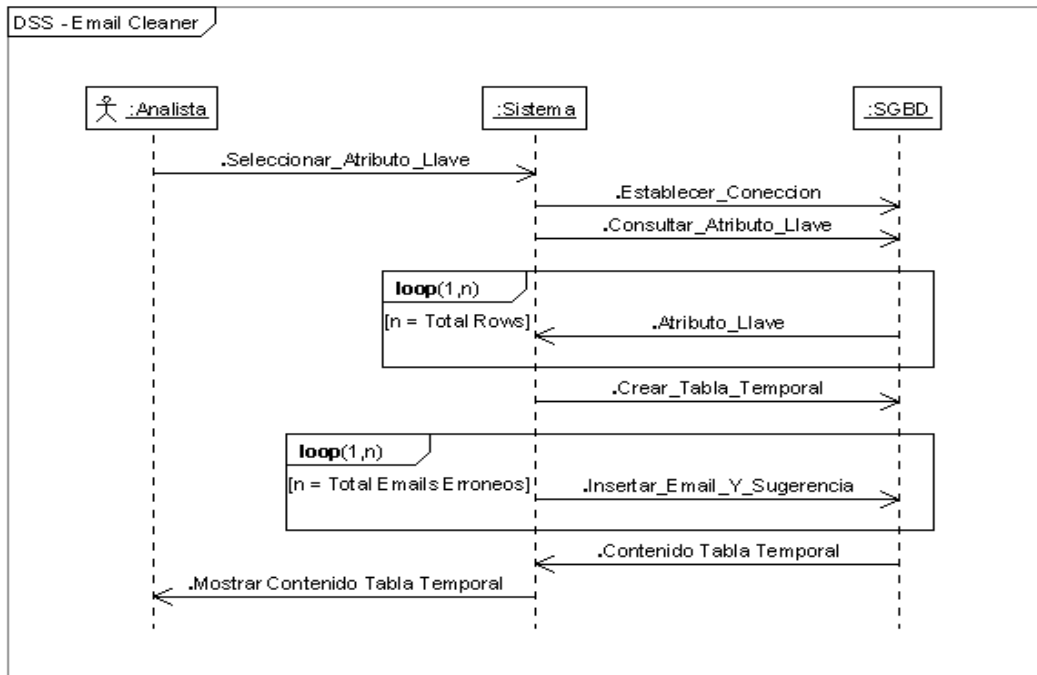 DSS - Email Cleaner
:Analista
:Sistema
:SGBD
.Seleccionar_Atributo_Llave
.Establecer_Coneccion
.Consultar_Atributo_Llave
loop(1,n)
[n = Total Rows]
.Atributo_Llave
.Crear_Tabla_Temporal
loop(1,n)
[n = Total Emails Erroneos]
.Insertar_Email_Y_Sugerencia
.Contenido Tabla Temporal
.Mostrar Contenido Tabla Temporal